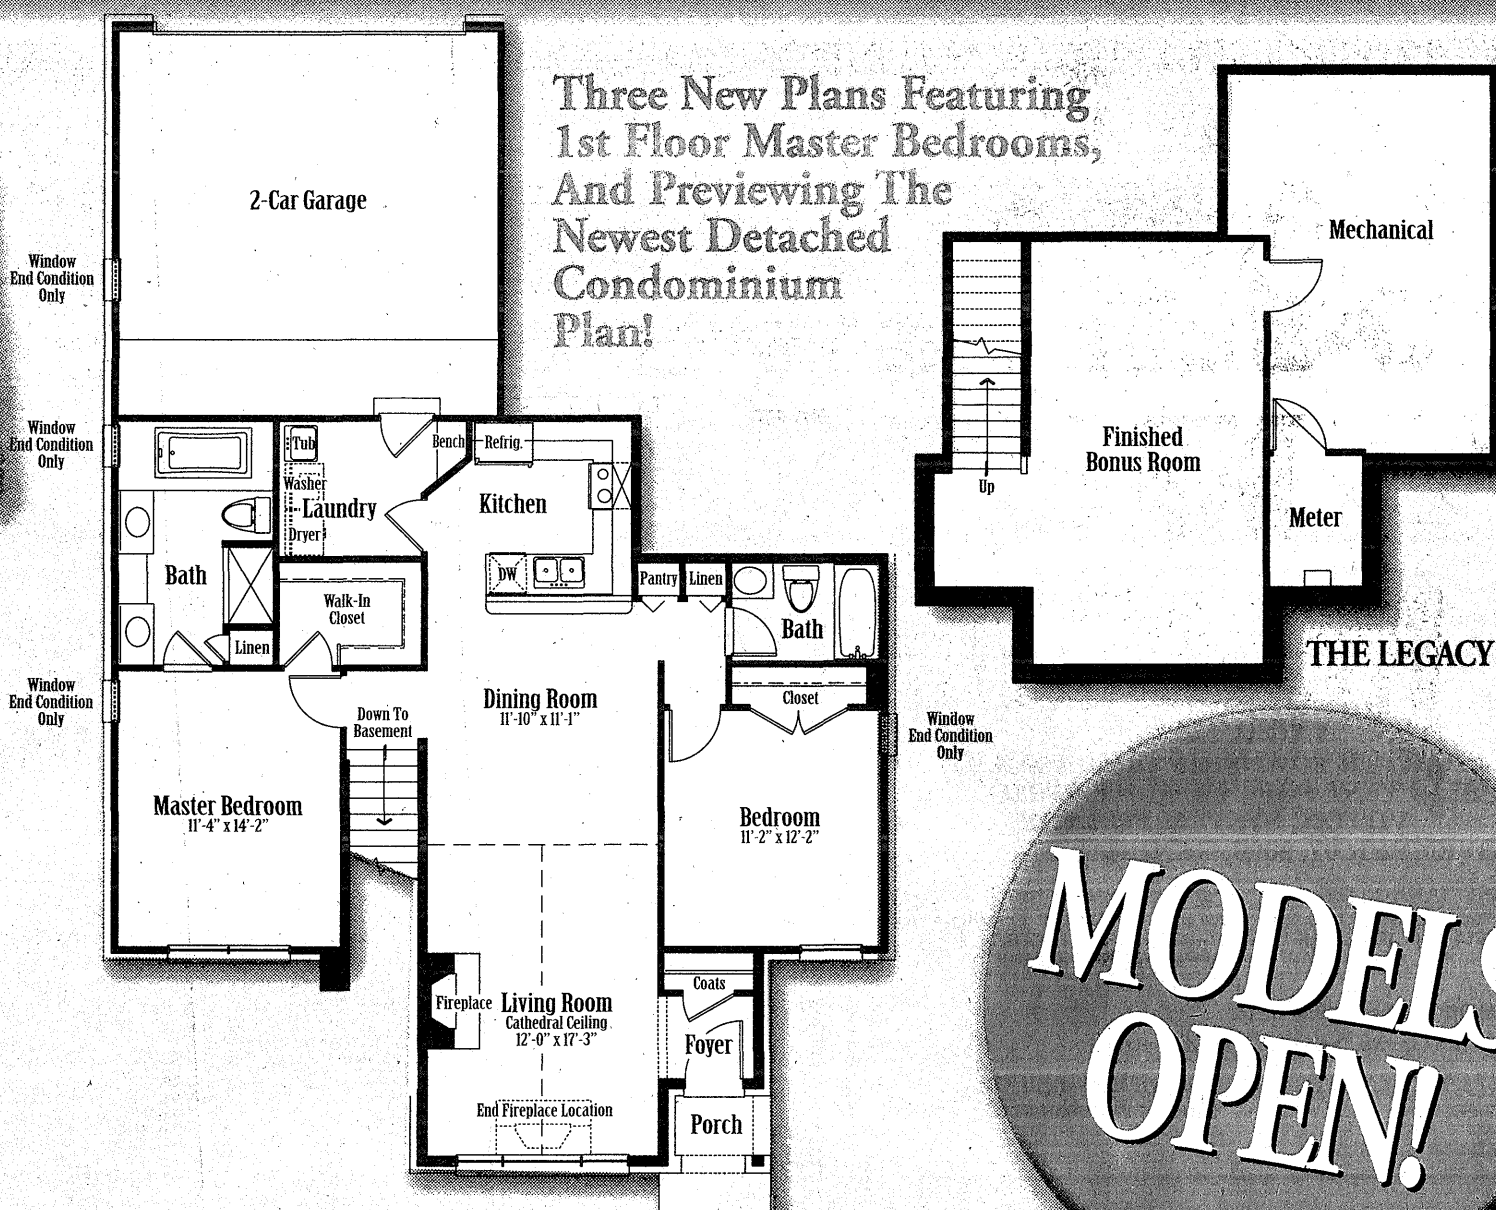 Three New Plans Featuring
1st Floor Master Bedrooms,
And Previewing The
Newest Detached
Condominium
Plan!
2-Car Garage
Window
End Condition
Only
Window
End Condition
Only
Tub
Bench
Refrig.
Washer
Laundry
Dryer
Kitchen
Bath
DW
Pantry
Linen
Walk-In
Closet
Linen
Bath
Window
End Condition
Only
Down To
Basement
Dining Room
11'-10" x 11'-1"
Closet
Window
End Condition
Only
Master Bedroom
11'-4" x 14'-2"
Bedroom
11'-2" x 12'-2"
Coats
Fireplace
Living Room
Cathedral Ceiling
12'-0" x 17'-3"
Foyer
End Fireplace Location
Porch
Mechanical
Finished
Bonus Room
Up
Meter
THE LEGACY
MODELS
OPEN!